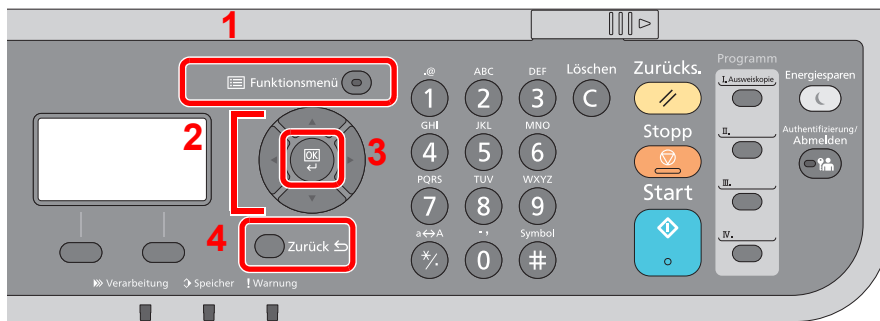 1
Funktionsmenü
2
OK
3
4
Zurück
Verarbeitung Speicher ! Warnung
.@ ABC DEF Löschen
1 2 3 C
GHI JKL MNO
4 5 6
PQRS TUV WXYZ
7 8 9
a↔A - , Symbol
*/. 0 #
Zurücks.
Stopp
Start
Programm
I. Ausweiskopie
II.
III.
IV.
Energiesparen
Authentifizierung/
Abmelden